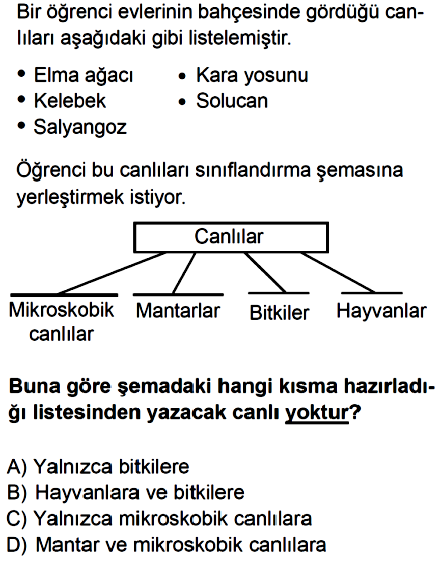 Bir öğrenci evlerinin bahçesinde gördüğü can-
lıları aşağıdaki gibi listelemiştir.
• Elma ağacı • Kara yosunu
• Kelebek • Solucan
• Salyangoz
Öğrenci bu canlıları sınıflandırma şemasına
yerleştirmek istiyor.
Canlılar
Mikroskobik canlılar
Mantarlar
Bitkiler
Hayvanlar
Buna göre şemadaki hangi kısma hazırladı-
ğı listesinden yazacak canlı yoktur?
A) Yalnızca bitkilere
B) Hayvanlara ve bitkilere
C) Yalnızca mikroskobik canlılara
D) Mantar ve mikroskobik canlılara